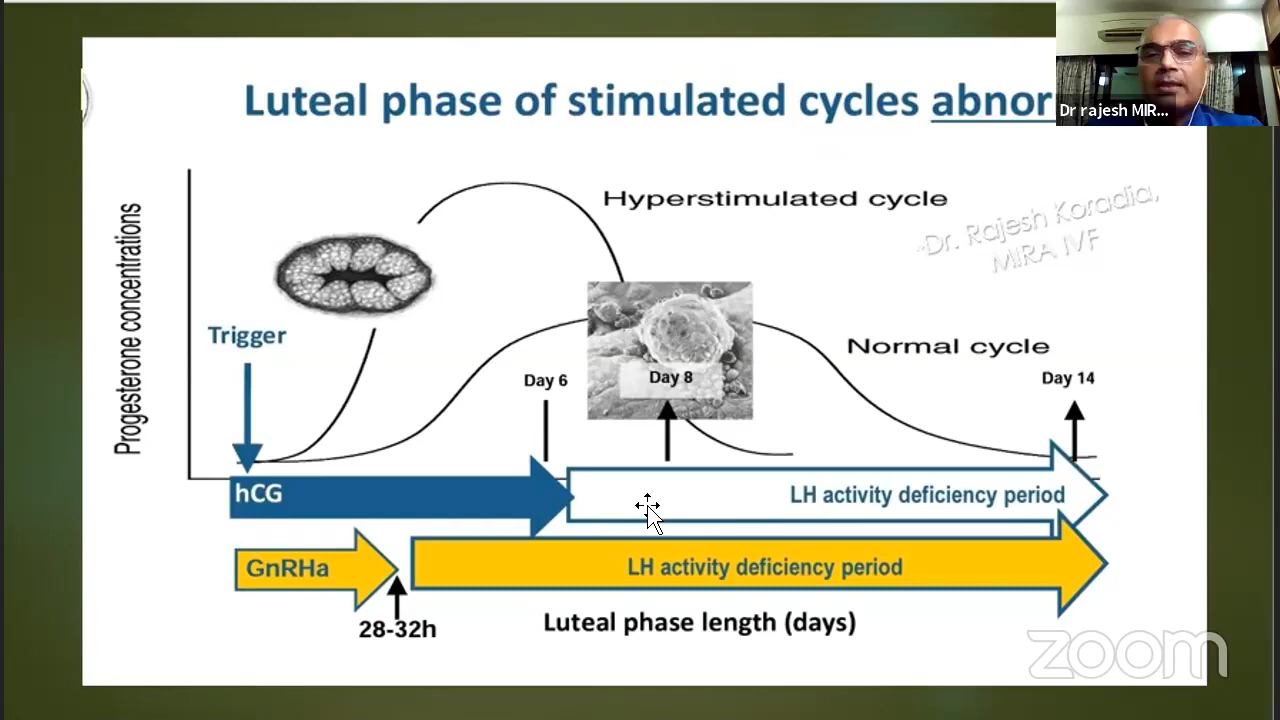 Luteal phase of stimulated cycles abnor
Dr rajesh MIR...
Hyperstimulated cycle
Dr. Rajesh Koradia,
MIRA IVF
Progesterone concentrations
Trigger
Normal cycle
Day 6
Day 8
Day 14
hCG
LH activity deficiency period
GnRHa
LH activity deficiency period
28-32h
Luteal phase length (days)
zoom